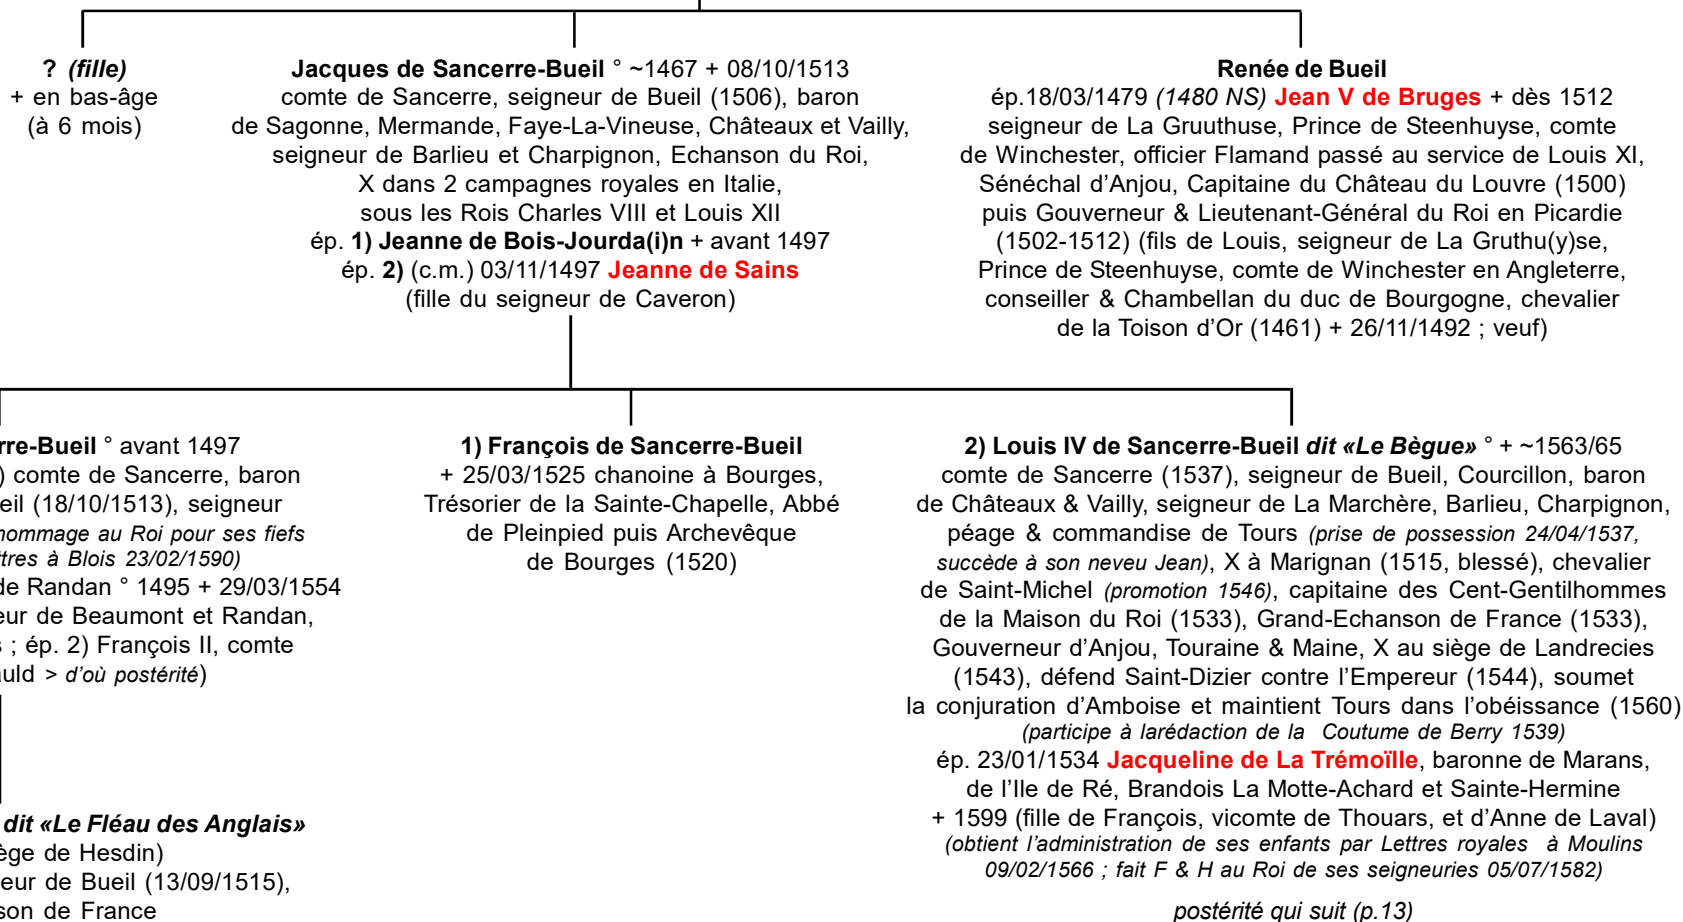 ? (fille)
+ en bas-âge
(à 6 mois)
Jacques de Sancerre-Bueil ° ~1467 + 08/10/1513
comte de Sancerre, seigneur de Bueil (1506), baron
de Sagonne, Mermande, Faye-La-Vineuse, Châteaux et Vailly,
seigneur de Barlieu et Charpignon, Echanson du Roi,
X dans 2 campagnes royales en Italie,
sous les Rois Charles VIII et Louis XII
ép. 1) Jeanne de Bois-Jourda(i)n + avant 1497
ép. 2) (c.m.) 03/11/1497 Jeanne de Sains
(fille du seigneur de Caveron)
Renée de Bueil
ép.18/03/1479 (1480 NS) Jean V de Bruges + dès 1512
seigneur de La Gruuthuse, Prince de Steenhuyse, comte
de Winchester, officier Flamand passé au service de Louis XI,
Sénéchal d'Anjou, Capitaine du Château du Louvre (1500)
puis Gouverneur & Lieutenant-Général du Roi en Picardie
(1502-1512) (fils de Louis, seigneur de La Gruthu(y)se,
Prince de Steenhuyse, comte de Winchester en Angleterre,
conseiller & Chambellan du duc de Bourgogne, chevalier
de la Toison d'Or (1461) + 26/11/1492 ; veuf)
rre-Bueil ° avant 1497
) comte de Sancerre, baron
eil (18/10/1513), seigneur
hommage au Roi pour ses fiefs
ttres à Blois 23/02/1590)
de Randan ° 1495 + 29/03/1554
eur de Beaumont et Randan,
s ; ép. 2) François II, comte
auld > d'où postérité)
1) François de Sancerre-Bueil
+ 25/03/1525 chanoine à Bourges,
Trésorier de la Sainte-Chapelle, Abbé
de Pleinpied puis Archevêque
de Bourges (1520)
2) Louis IV de Sancerre-Bueil dit «Le Bègue» ° + ~1563/65
comte de Sancerre (1537), seigneur de Bueil, Courcillon, baron
de Châteaux & Vailly, seigneur de La Marchère, Barlieu, Charpignon,
péage & commandise de Tours (prise de possession 24/04/1537,
succède à son neveu Jean), X à Marignan (1515, blessé), chevalier
de Saint-Michel (promotion 1546), capitaine des Cent-Gentilhommes
de la Maison du Roi (1533), Grand-Echanson de France (1533),
Gouverneur d'Anjou, Touraine & Maine, X au siège de Landrecies
(1543), défend Saint-Dizier contre l'Empereur (1544), soumet
la conjuration d'Amboise et maintient Tours dans l'obéissance (1560)
(participe à larédaction de la Coutume de Berry 1539)
ép. 23/01/1534 Jacqueline de La Trémoïlle, baronne de Marans,
de l'Ile de Ré, Brandois La Motte-Achard et Sainte-Hermine
+ 1599 (fille de François, vicomte de Thouars, et d'Anne de Laval)
(obtient l'administration de ses enfants par Lettres royales à Moulins
09/02/1566 ; fait F & H au Roi de ses seigneuries 05/07/1582)
postérité qui suit (p.13)
dit «Le Fléau des Anglais»
ège de Hesdin)
eur de Bueil (13/09/1515),
son de France